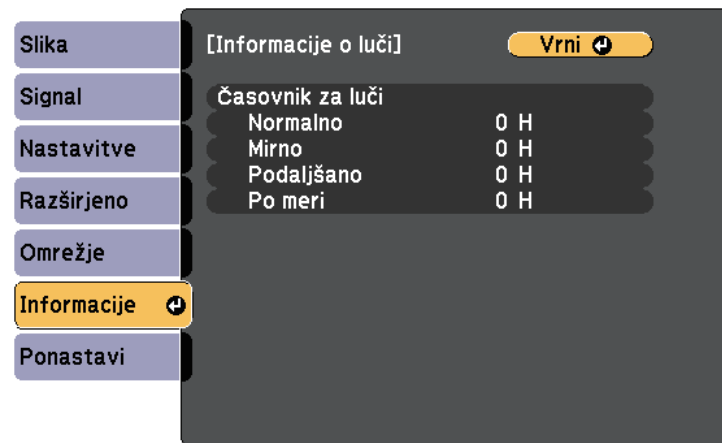 Slika
Signal
Nastavitve
Razširjeno
Omrežje
Informacije
Ponastavi
[Informacije o luči]
Vrni
Časovnik za luči
Normalno 0 H
Mirno 0 H
Podaljšano 0 H
Po meri 0 H